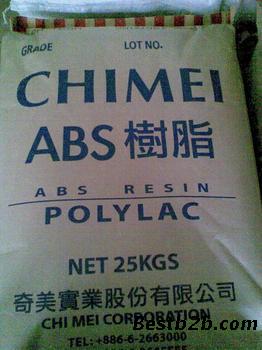 GRADE LOT NO.
CHIMEI
ABS 樹脂
ABS RESIN
POLYLAC
NET 25KGS
奇美實業股份有限公司
CHI MEI CORPORATION
TEL: +886-6-2663000
Bestb2b.com